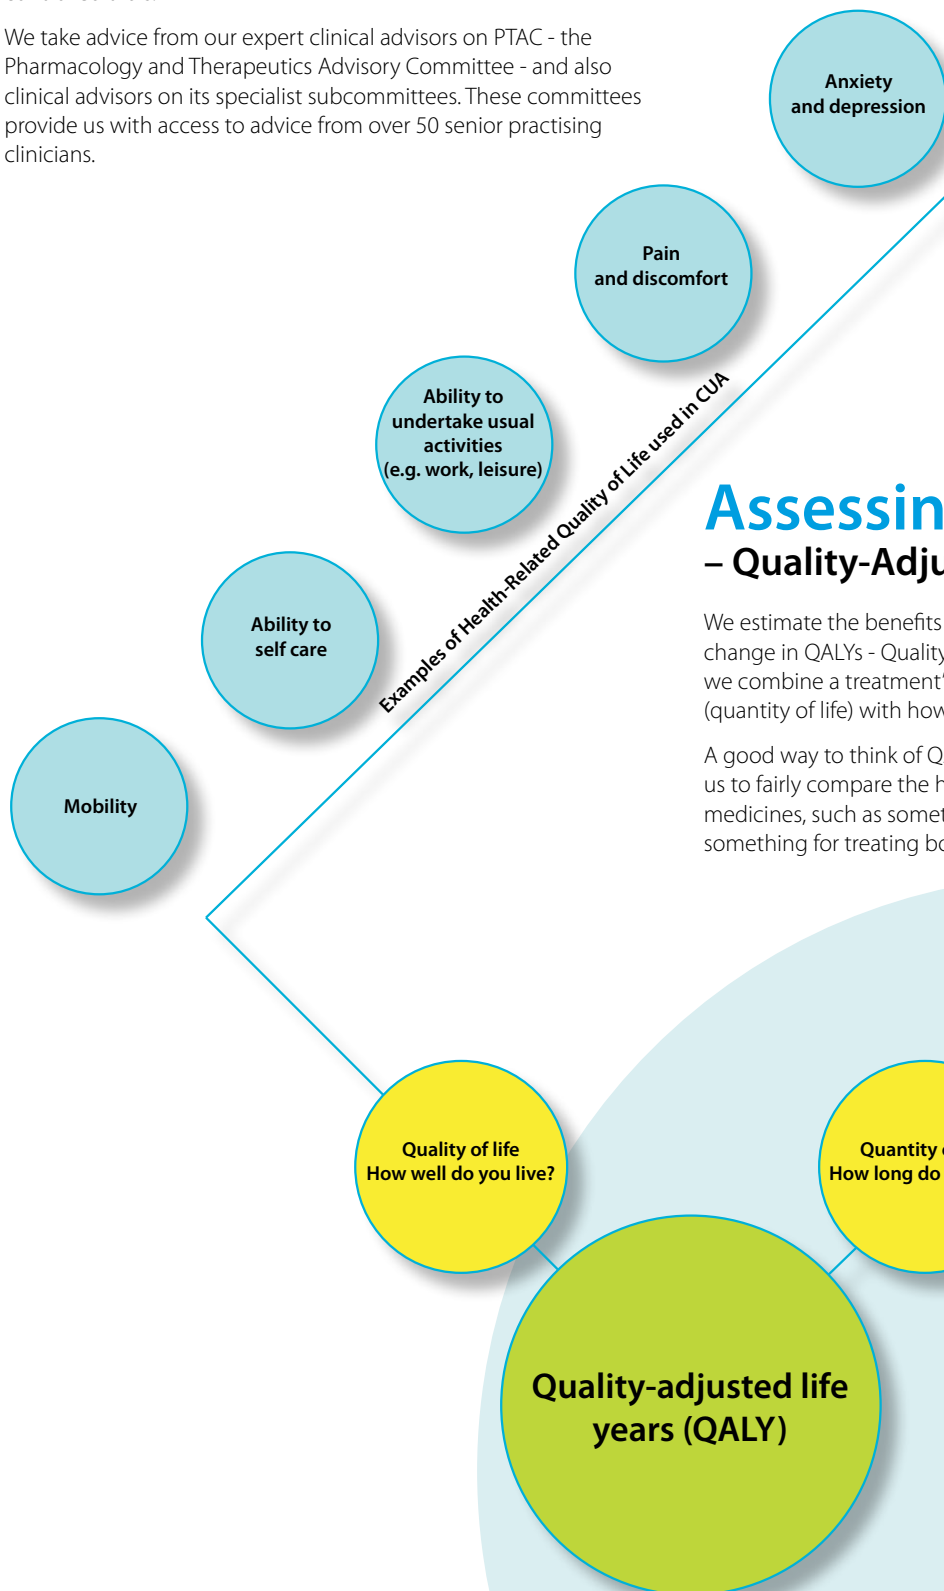 We take advice from our expert clinical advisors on PTAC - the
Pharmacology and Therapeutics Advisory Committee - and also
clinical advisors on its specialist subcommittees. These committees
provide us with access to advice from over 50 senior practising
clinicians.
Anxiety
and depression
Pain
and discomfort
Ability to
undertake usual
activities
(e.g. work, leisure)
Ability to
self care
Mobility
Examples of Health-Related Quality of Life used in CUA
Assessin
– Quality-Adju
We estimate the benefits
change in QALYs - Quality
we combine a treatment'
(quantity of life) with how
A good way to think of Q
us to fairly compare the h
medicines, such as somet
something for treating bo
Quality of life
How well do you live?
Quantity
How long do
Quality-adjusted life
years (QALY)